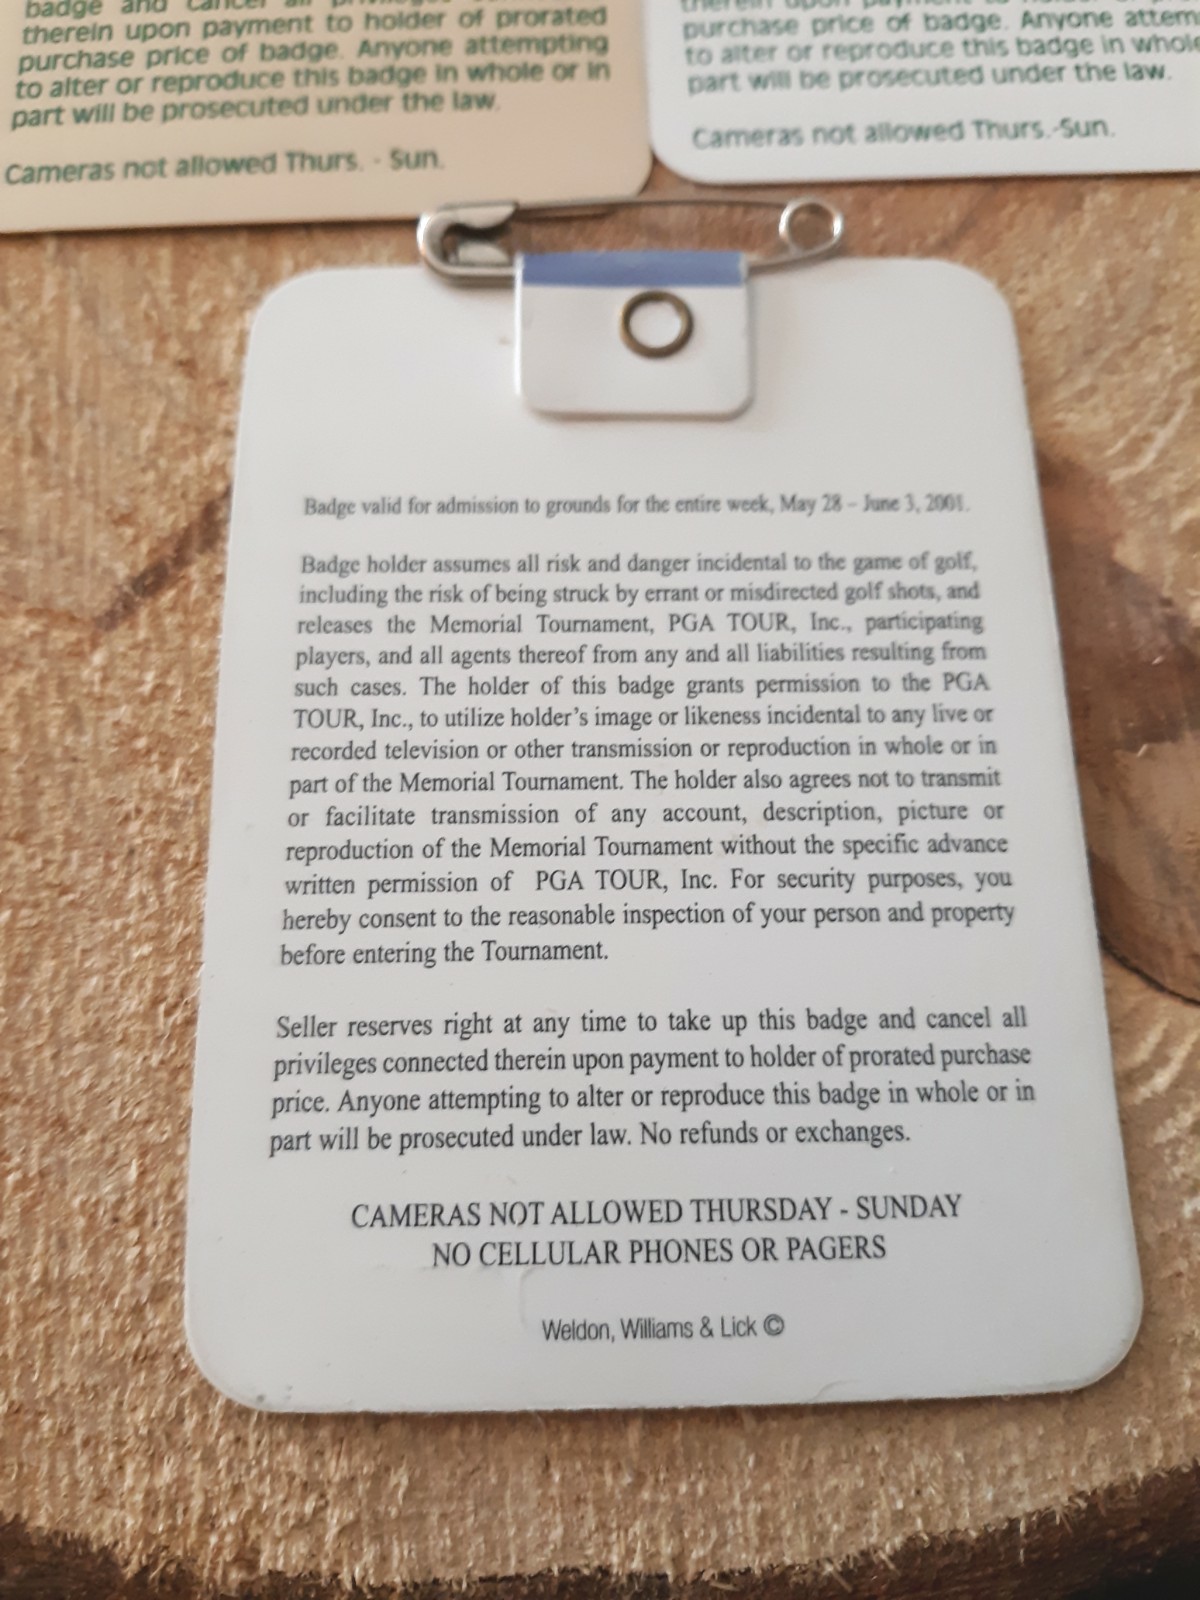 badge and cancel all privileges
therein upon payment to holder of prorated
purchase price of badge. Anyone attempting
to alter or reproduce this badge in whole or in
part will be prosecuted under the law.
Cameras not allowed Thurs. - Sun.
therein upon payment to holder of
purchase price of badge. Anyone attem
to alter or reproduce this badge in whole
part will be prosecuted under the law.
Cameras not allowed Thurs.-Sun.
Badge valid for admission to grounds for the entire week, May 28 – June 3, 2001.
Badge holder assumes all risk and danger incidental to the game of golf,
including the risk of being struck by errant or misdirected golf shots, and
releases the Memorial Tournament, PGA TOUR, Inc., participating
players, and all agents thereof from any and all liabilities resulting from
such cases. The holder of this badge grants permission to the PGA
TOUR, Inc., to utilize holder's image or likeness incidental to any live or
recorded television or other transmission or reproduction in whole or in
part of the Memorial Tournament. The holder also agrees not to transmit
or facilitate transmission of any account, description, picture or
reproduction of the Memorial Tournament without the specific advance
written permission of PGA TOUR, Inc. For security purposes, you
hereby consent to the reasonable inspection of your person and property
before entering the Tournament.
Seller reserves right at any time to take up this badge and cancel all
privileges connected therein upon payment to holder of prorated purchase
price. Anyone attempting to alter or reproduce this badge in whole or in
part will be prosecuted under law. No refunds or exchanges.
CAMERAS NOT ALLOWED THURSDAY - SUNDAY
NO CELLULAR PHONES OR PAGERS
Weldon, Williams & Lick ©